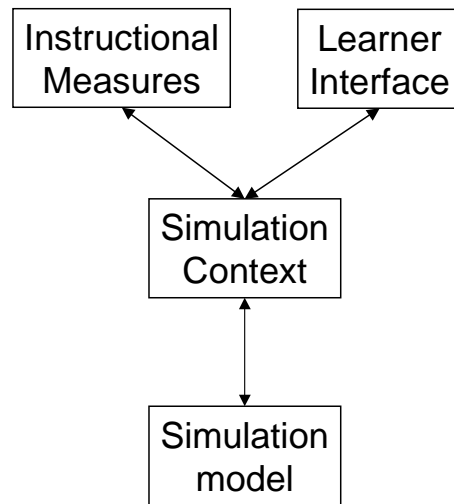 Instructional
Measures
Learner
Interface
Simulation
Context
Simulation
model